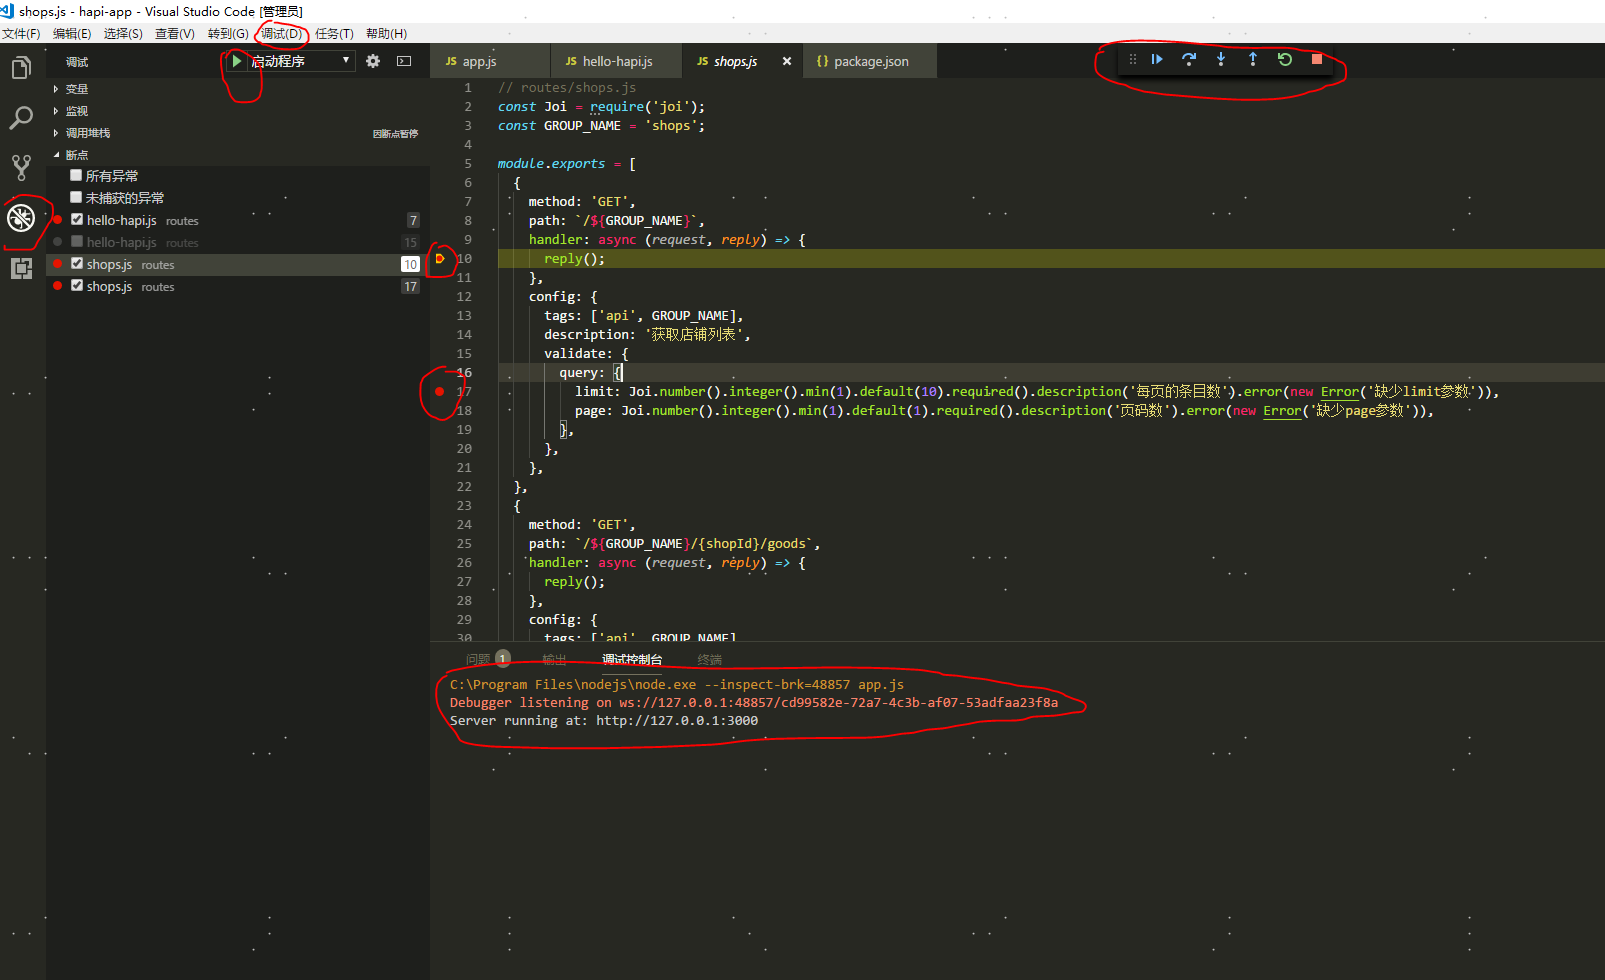 shops.js - hapi-app - Visual Studio Code [管理员]
文件(F) 编辑(E) 选择(S) 查看(V) 转到(G) 调试(D) 任务(T) 帮助(H)
调试 启动程序
JS app.js JS hello-hapi.js JS shops.js × {} package.json
变量
监视
调用堆栈 因断点暂停
断点
所有异常
未捕获的异常
hello-hapi.js routes 7
hello-hapi.js routes 15
shops.js routes 10
shops.js routes 17
1 // routes/shops.js
2 const Joi = require('joi');
3 const GROUP_NAME = 'shops';
4
5 module.exports = [
6 {
7 method: 'GET',
8 path: `/${GROUP_NAME}`,
9 handler: async (request, reply) => {
10 reply();
11 },
12 config: {
13 tags: ['api', GROUP_NAME],
14 description: '获取店铺列表',
15 validate: {
16 query: {
17 limit: Joi.number().integer().min(1).default(10).required().description('每页的条目数').error(new Error('缺少limit参数')),
18 page: Joi.number().integer().min(1).default(1).required().description('页码数').error(new Error('缺少page参数')),
19 },
20 },
21 },
22 },
23 {
24 method: 'GET',
25 path: `/${GROUP_NAME}/{shopId}/goods`,
26 handler: async (request, reply) => {
27 reply();
28 },
29 config: {
30 tags: ['api', GROUP_NAME]
问题 1 输出 调试控制台 终端
C:\Program Files\nodejs\node.exe --inspect-brk=48857 app.js
Debugger listening on ws://127.0.0.1:48857/cd99582e-72a7-4c3b-af07-53adfaa23f8a
Server running at: http://127.0.0.1:3000